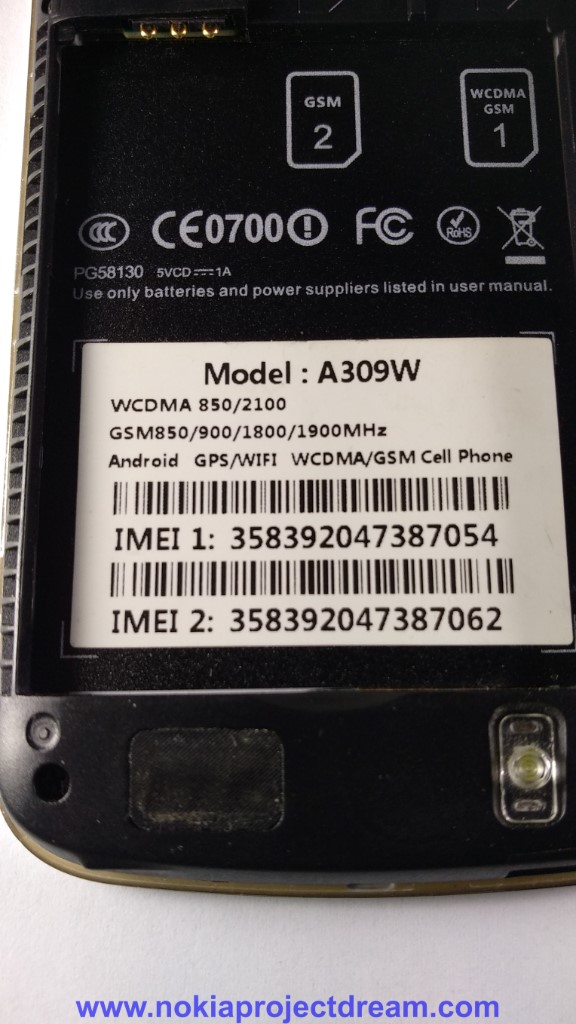 GSM
2
WCDMA
GSM
1
CE0700
FC
RoHS
PG58130 5VCD⎓1A
Use only batteries and power suppliers listed in user manual.
Model : A309W
WCDMA 850/2100
GSM850/900/1800/1900MHz
Android GPS/WIFI WCDMA/GSM Cell Phone
IMEI 1: 358392047387054
IMEI 2: 358392047387062
www.nokiaprojectdream.com